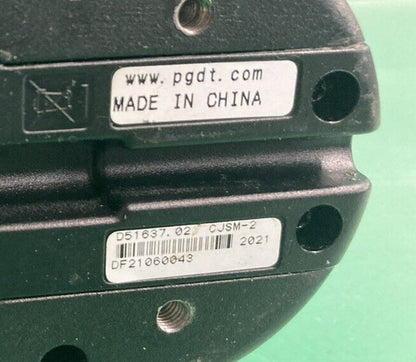 www.pgdt.com
MADE IN CHINA
D51637.02 CJSM-2
2021
DF21060043